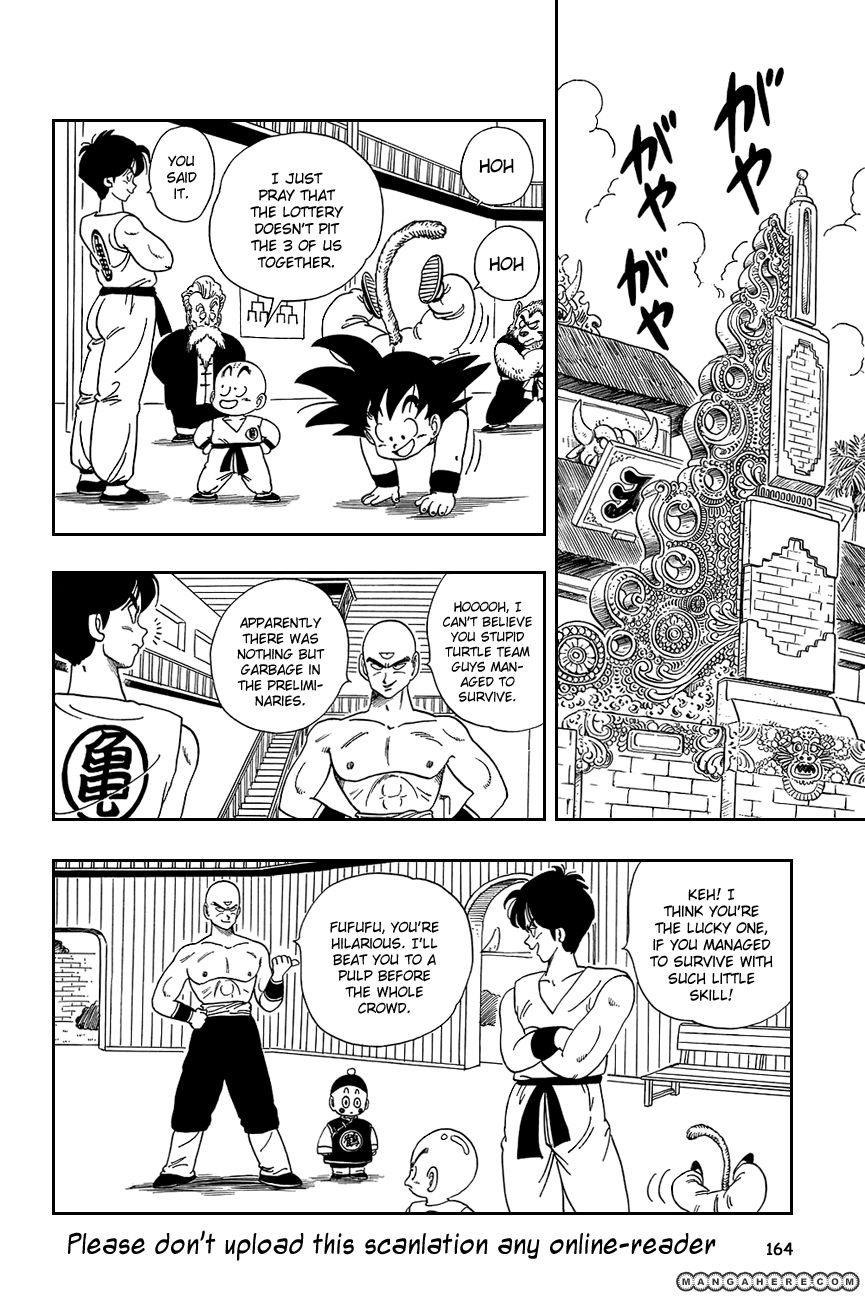 がや
がや
がや
HOH
HOH
I JUST
PRAY THAT
THE LOTTERY
DOESN'T PIT
THE 3 OF US
TOGETHER.
YOU
SAID
IT.
亀
HOOOOH, I
CAN'T BELIEVE
YOU STUPID
TURTLE TEAM
GUYS MAN-
AGED TO
SURVIVE.
APPARENTLY
THERE WAS
NOTHING BUT
GARBAGE IN
THE PRELIMI-
NARIES.
亀
KEH! I
THINK YOU'RE
THE LUCKY ONE,
IF YOU MANAGED
TO SURVIVE WITH
SUCH LITTLE
SKILL!
FUFUFU, YOU'RE
HILARIOUS. I'LL
BEAT YOU TO A
PULP BEFORE
THE WHOLE
CROWD.
鶴
Please don't upload this scanlation any online-reader
164
MANGAHERE.COM